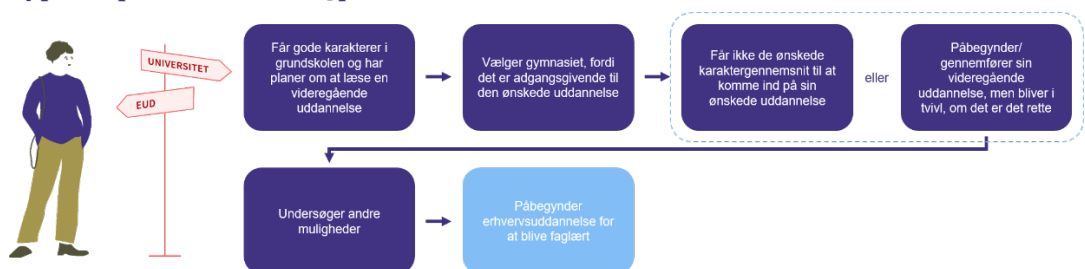 UNIVERSITET
EUD
Får gode karakterer i
grundskolen og har
planer om at læse en
videregående
uddannelse
Vælger gymnasiet, fordi
det er adgangsgivende til
den ønskede uddannelse
Får ikke de ønskede
karaktergennemsnit til at
komme ind på sin
ønskede uddannelse
eller
Påbegynder/
gennemfører sin
videregående
uddannelse, men bliver i
tvivl, om det er det rette
Undersøger andre
muligheder
Påbegynder
erhvervsuddannelse for
at blive faglært